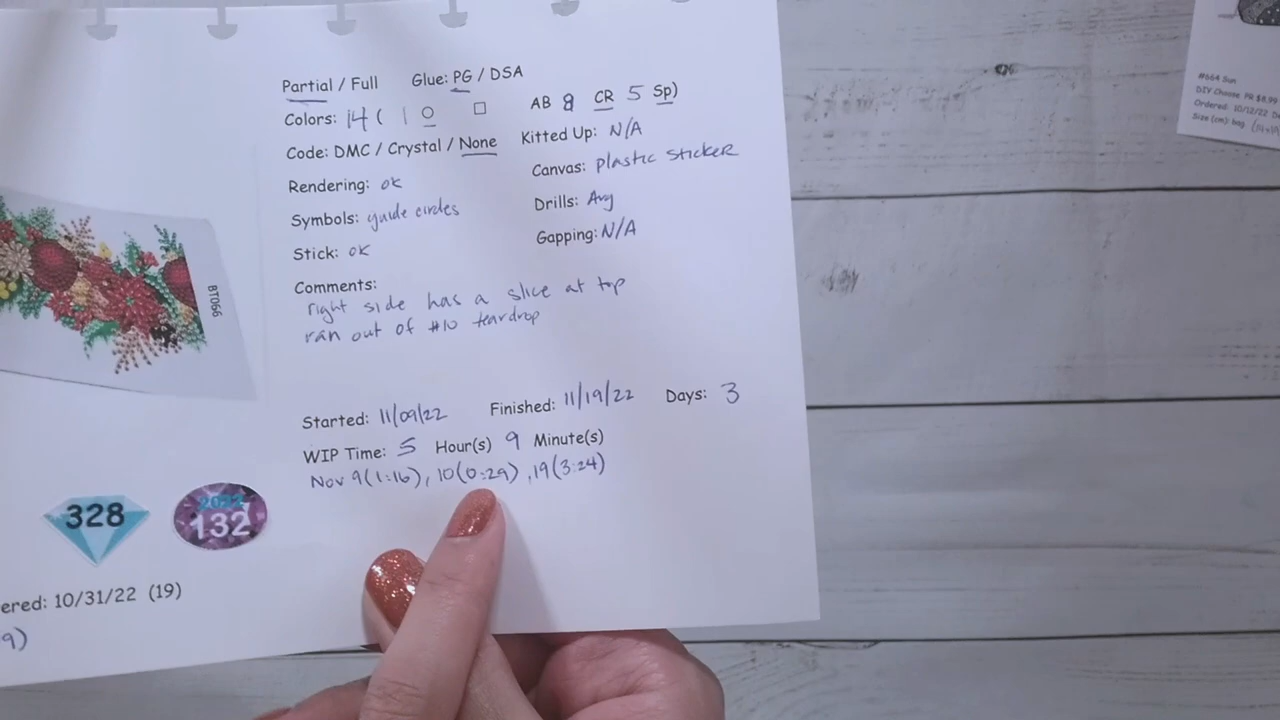 Partial / Full Glue: PG / DSA
Colors: 14 ( 1 O □ AB 8 CR 5 Sp)
Code: DMC / Crystal / None Kitted Up: N/A
Rendering: ok Canvas: plastic sticker
Symbols: guide circles Drills: Avg
Stick: ok Gapping: N/A
Comments:
right side has a slice at top
ran out of #10 teardrop
Started: 11/09/22 Finished: 11/19/22 Days: 3
WIP Time: 5 Hour(s) 9 Minute(s)
Nov 9(1:16), 10(0:29), 19(3:24)
BT066
328
2022
132
ered: 10/31/22 (19)
9)
#664 Sun
DIY Choose PR $8.99
Ordered: 10/12/22
Size (cm): bag